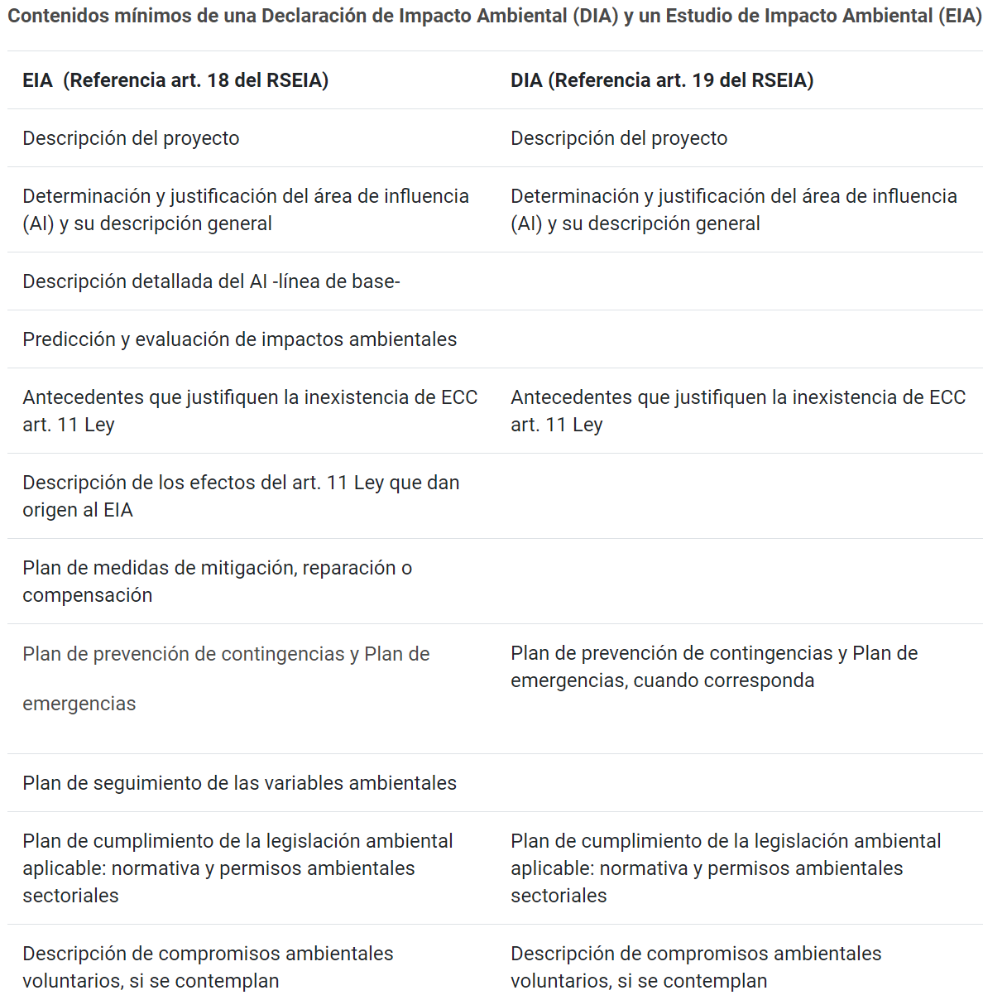 Contenidos mínimos de una Declaración de Impacto Ambiental (DIA) y un Estudio de Impacto Ambiental (EIA)
EIA (Referencia art. 18 del RSEIA)
DIA (Referencia art. 19 del RSEIA)
Descripción del proyecto
Descripción del proyecto
Determinación y justificación del área de influencia
(AI) y su descripción general
Determinación y justificación del área de influencia
(AI) y su descripción general
Descripción detallada del AI -línea de base-
Predicción y evaluación de impactos ambientales
Antecedentes que justifiquen la inexistencia de ECC
art. 11 Ley
Antecedentes que justifiquen la inexistencia de ECC
art. 11 Ley
Descripción de los efectos del art. 11 Ley que dan
origen al EIA
Plan de medidas de mitigación, reparación o
compensación
Plan de prevención de contingencias y Plan de
emergencias
Plan de prevención de contingencias y Plan de
emergencias, cuando corresponda
Plan de seguimiento de las variables ambientales
Plan de cumplimiento de la legislación ambiental
aplicable: normativa y permisos ambientales
sectoriales
Plan de cumplimiento de la legislación ambiental
aplicable: normativa y permisos ambientales
sectoriales
Descripción de compromisos ambientales
voluntarios, si se contemplan
Descripción de compromisos ambientales
voluntarios, si se contemplan